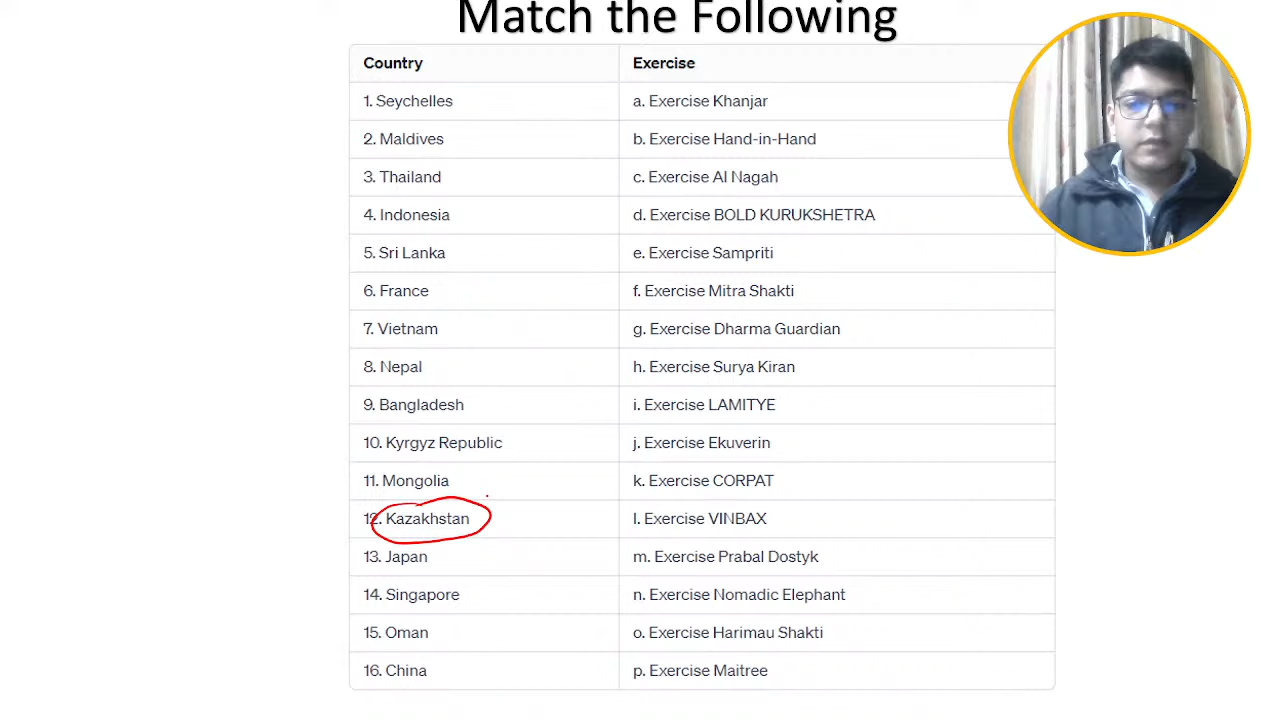 Match the Following
Country Exercise
1. Seychelles a. Exercise Khanjar
2. Maldives b. Exercise Hand-in-Hand
3. Thailand c. Exercise Al Nagah
4. Indonesia d. Exercise BOLD KURUKSHETRA
5. Sri Lanka e. Exercise Sampriti
6. France f. Exercise Mitra Shakti
7. Vietnam g. Exercise Dharma Guardian
8. Nepal h. Exercise Surya Kiran
9. Bangladesh i. Exercise LAMITYE
10. Kyrgyz Republic j. Exercise Ekuverin
11. Mongolia k. Exercise CORPAT
12. Kazakhstan l. Exercise VINBAX
13. Japan m. Exercise Prabal Dostyk
14. Singapore n. Exercise Nomadic Elephant
15. Oman o. Exercise Harimau Shakti
16. China p. Exercise Maitree